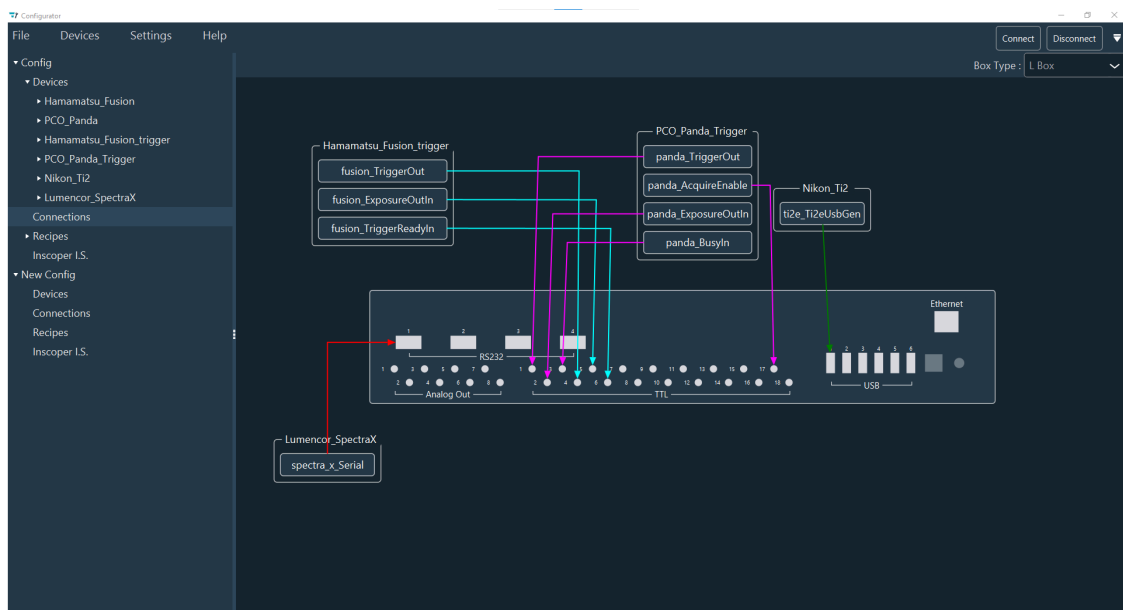 Configurator
File Devices Settings Help
Connect Disconnect
Box Type : L Box
Config
Devices
Hamamatsu_Fusion
PCO_Panda
Hamamatsu_Fusion_trigger
PCO_Panda_Trigger
Nikon_Ti2
Lumencor_SpectraX
Connections
Recipes
Inscoper I.S.
New Config
Devices
Connections
Recipes
Inscoper I.S.
Hamamatsu_Fusion_trigger
fusion_TriggerOut
fusion_ExposureOutIn
fusion_TriggerReadyIn
PCO_Panda_Trigger
panda_TriggerOut
panda_AcquireEnable
panda_ExposureOutIn
panda_BusyIn
Nikon_Ti2
ti2e_Ti2eUsbGen
Ethernet
1 2 3 4
RS232
1 3 5 7
2 4 6 8
Analog Out
1 3 5 7 9 11 13 15 17
2 4 6 8 10 12 14 16 18
TTL
2 3 4 5 6
USB
Lumencor_SpectraX
spectra_x_Serial